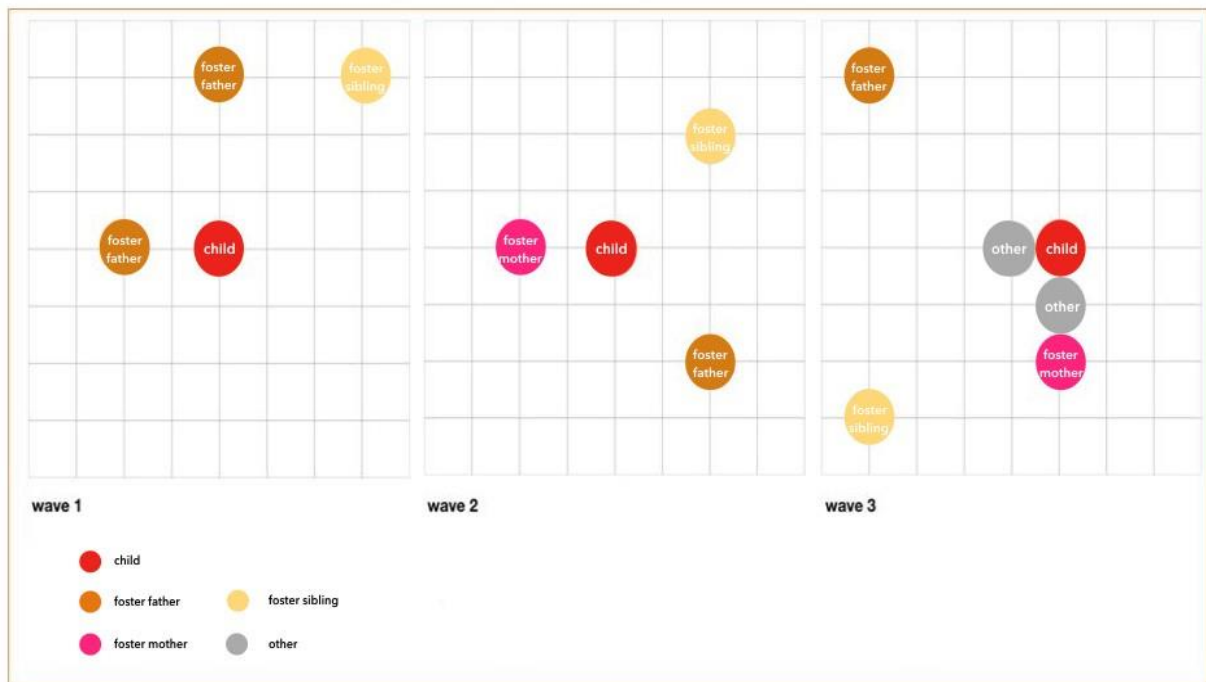 foster
father
foster
sibling
foster
father
child
wave 1
foster
sibling
foster
mother
child
foster
father
wave 2
foster
father
other
child
other
foster
mother
foster
sibling
wave 3
child
foster father
foster sibling
foster mother
other